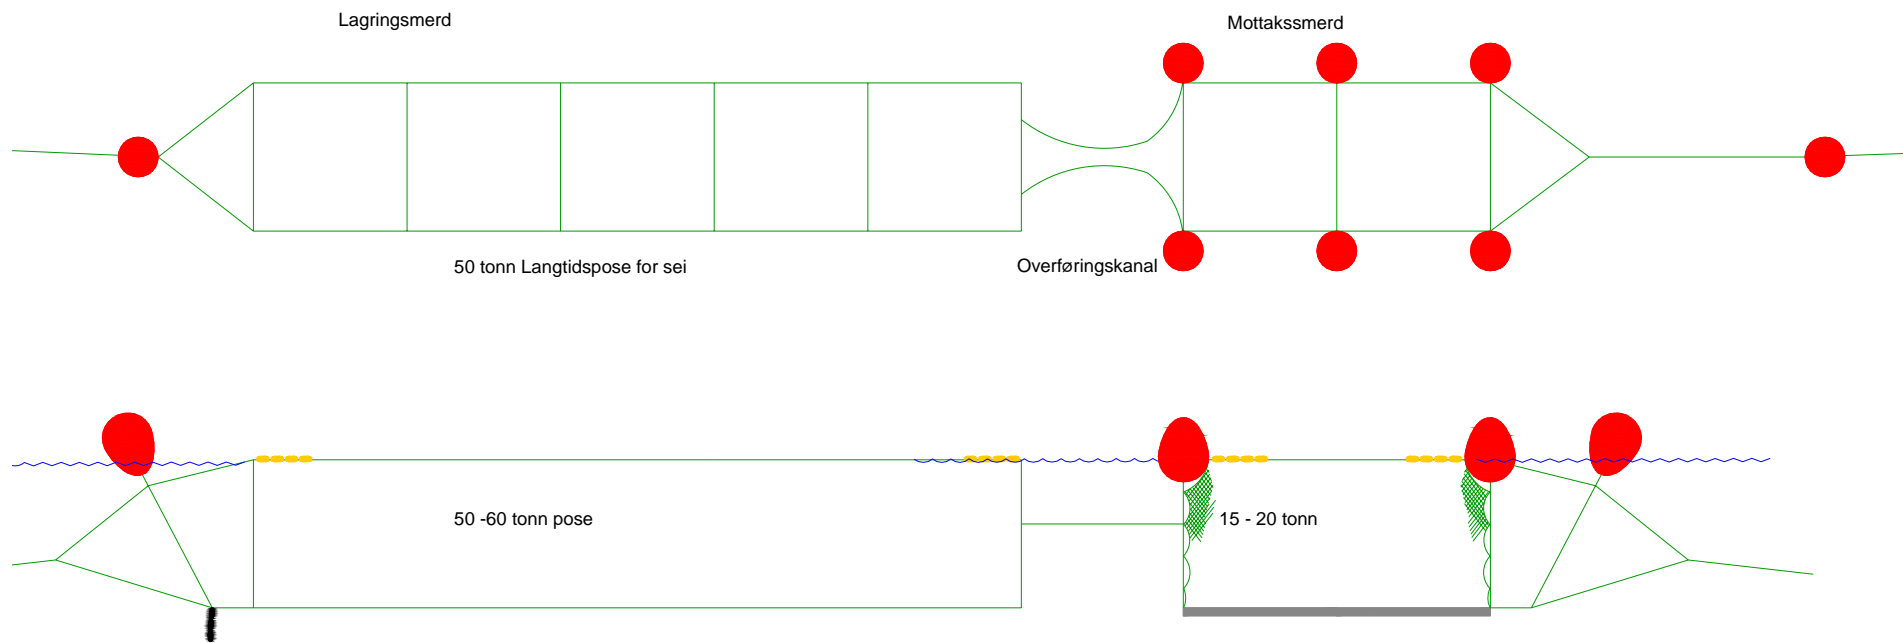 Lagringsmerd
Mottakssmerd
50 tonn Langtidspose for sei
Overføringskanal
50 -60 tonn pose
15 - 20 tonn